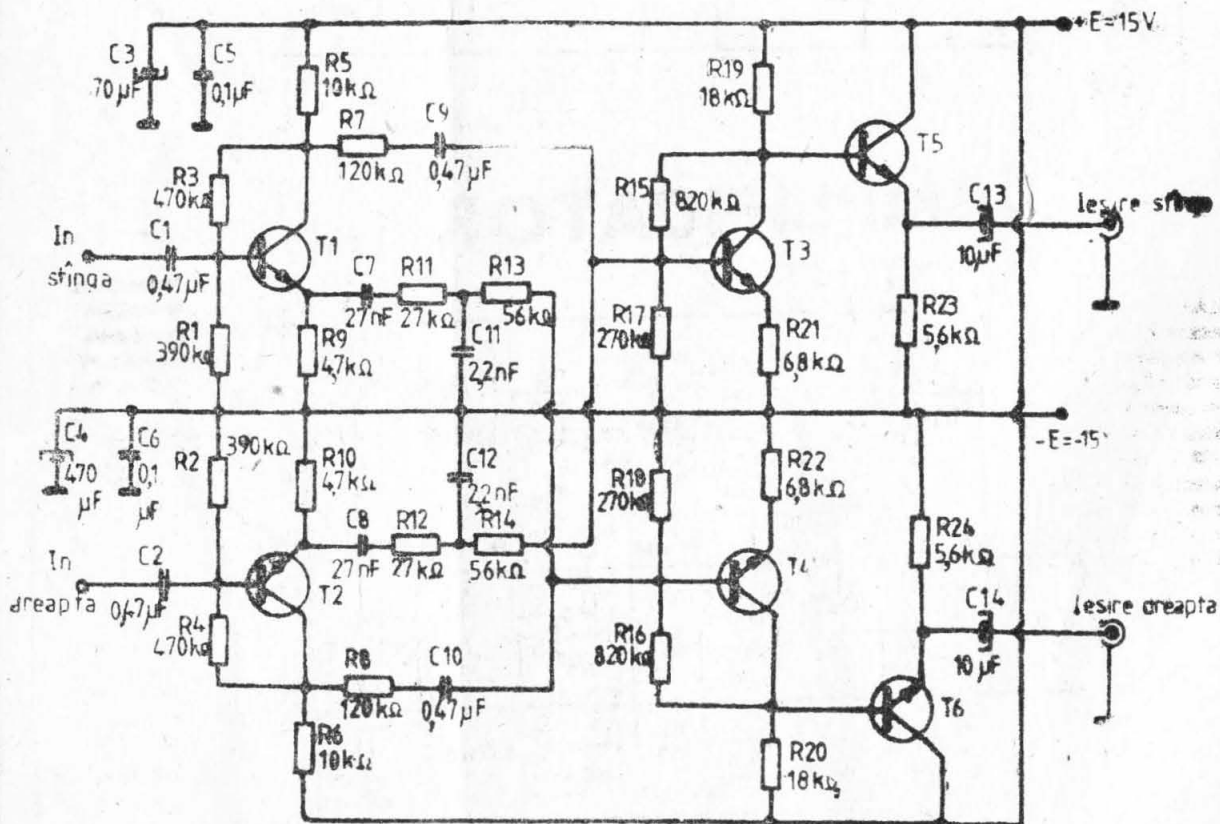 +E=15V.
C3
70µF
C5
0,1µF
R5
10kΩ
R7
120kΩ
C9
0,47µF
R19
18kΩ
T5
R3
470kΩ
In
sfînga
C1
0,47µF
T1
R15
820kΩ
T3
C13
10µF
Iesire
C7
27nF
R11
27kΩ
R13
56kΩ
R1
390kΩ
R9
4,7kΩ
C11
2,2nF
R17
270kΩ
R21
6,8kΩ
R23
5,6kΩ
-E=-15
C4
470
µF
C6
0,1
µF
R2
390kΩ
R10
4,7kΩ
C12
2,2nF
R18
270kΩ
R22
6,8kΩ
In
dreapta
C2
0,47µF
T2
C8
27nF
R12
27kΩ
R14
56kΩ
T4
R24
5,6kΩ
R4
470kΩ
R8
120kΩ
C10
0,47µF
R16
820kΩ
C14
10µF
Iesire dreapta
R6
10kΩ
R20
18kΩ
T6